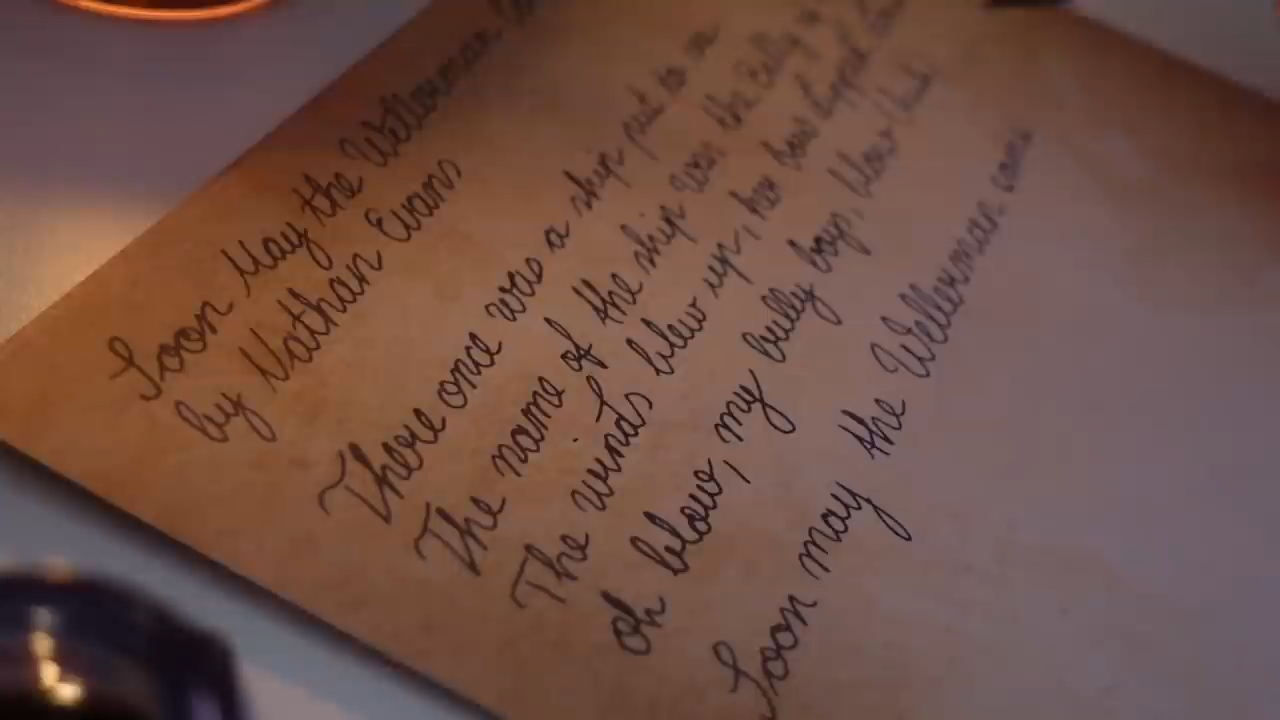 Soon May the Wellerman
by Nathan Evans
There once was a ship put to
The name of the ship was the Billy
The winds blew up, her bow dipped
oh blow, my bully boys, blow
Soon may the Wellerman come